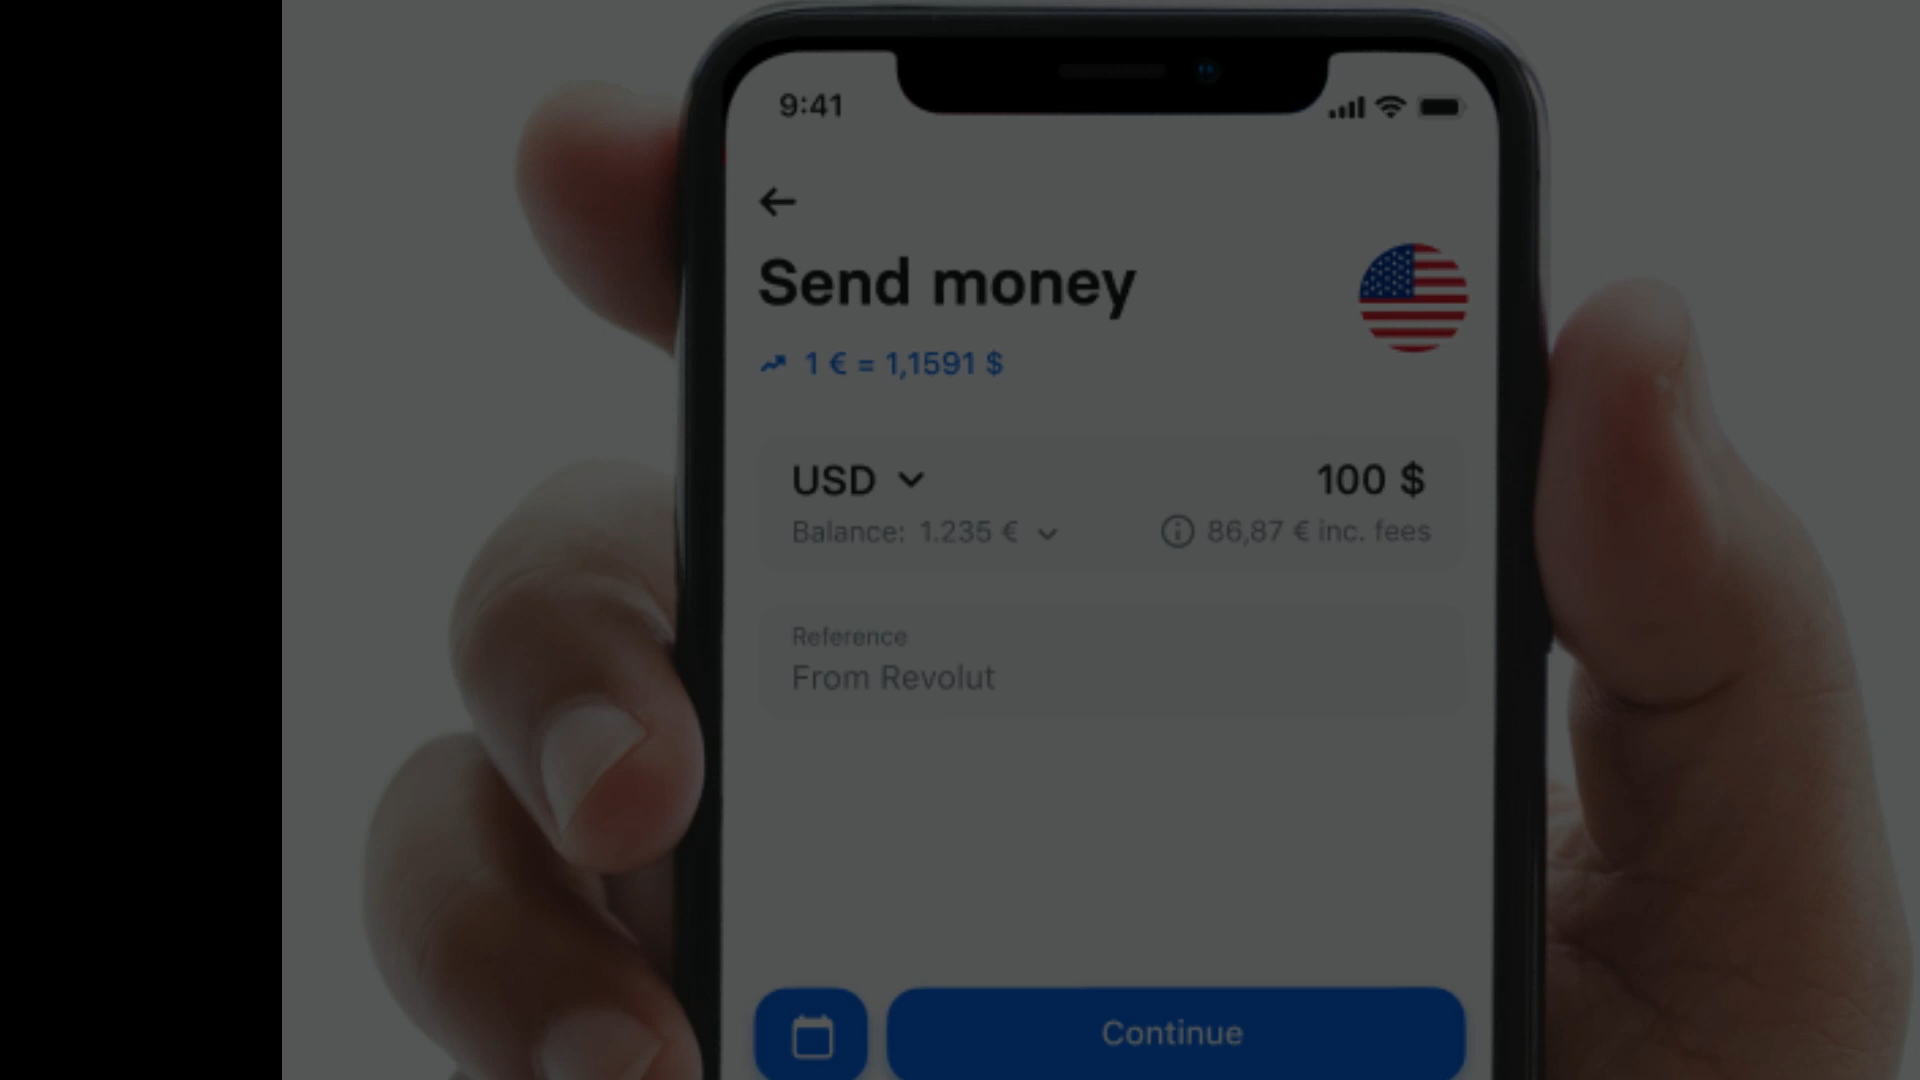 9:41
Send money
1 € = 1,1591 $
USD 100 $
Balance: 1.235 € 86,87 € inc. fees
Reference
From Revolut
Continue